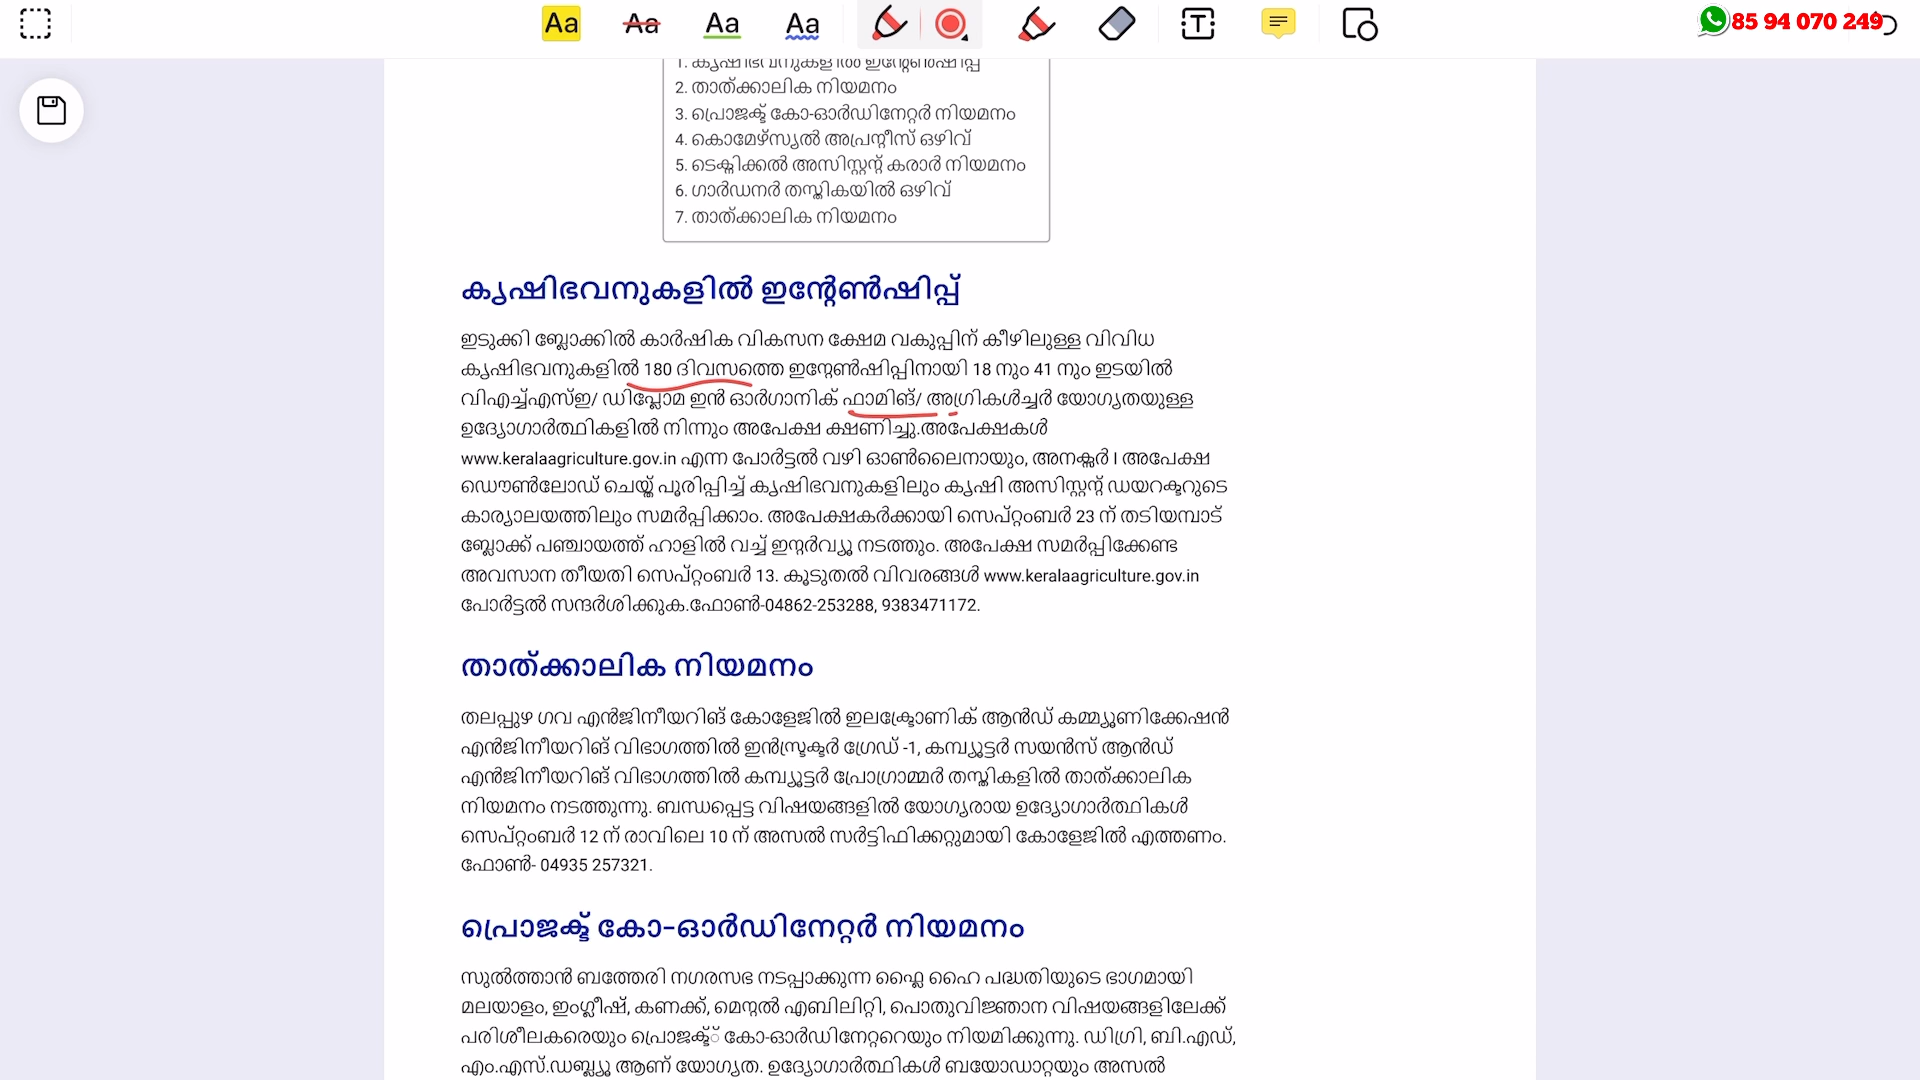 Aa Aa Aa Aa T
85 94 070 249
1. കൃഷിഭവനുകളിൽ ഇന്റേൺഷിപ്പ്
2. താത്ക്കാലിക നിയമനം
3. പ്രൊജക്ട് കോ-ഓർഡിനേറ്റർ നിയമനം
4. കൊമേഴ്സ്യൽ അപ്രന്റീസ് ഒഴിവ്
5. ടെക്നിക്കൽ അസിസ്റ്റന്റ് കരാർ നിയമനം
6. ഗാർഡനർ തസ്തികയിൽ ഒഴിവ്
7. താത്ക്കാലിക നിയമനം
കൃഷിഭവനുകളിൽ ഇന്റേൺഷിപ്പ്
ഇടുക്കി ബ്ലോക്കിൽ കാർഷിക വികസന ക്ഷേമ വകുപ്പിന് കീഴിലുള്ള വിവിധ
കൃഷിഭവനുകളിൽ 180 ദിവസത്തെ ഇന്റേൺഷിപ്പിനായി 18 നും 41 നും ഇടയിൽ
വിഎച്ച്എസ്ഇ/ ഡിപ്ലോമ ഇൻ ഓർഗാനിക് ഫാമിങ്/ അഗ്രികൾച്ചർ യോഗ്യതയുള്ള
ഉദ്യോഗാർത്ഥികളിൽ നിന്നും അപേക്ഷ ക്ഷണിച്ചു.അപേക്ഷകൾ
www.keralaagriculture.gov.in എന്ന പോർട്ടൽ വഴി ഓൺലൈനായും, അനക്സർ I അപേക്ഷ
ഡൌൺലോഡ് ചെയ്ത് പൂരിപ്പിച്ച് കൃഷിഭവനുകളിലും കൃഷി അസിസ്റ്റന്റ് ഡയറക്ടറുടെ
കാര്യാലയത്തിലും സമർപ്പിക്കാം. അപേക്ഷകർക്കായി സെപ്റ്റംബർ 23 ന് തടിയമ്പാട്
ബ്ലോക്ക് പഞ്ചായത്ത് ഹാളിൽ വച്ച് ഇന്റർവ്യൂ നടത്തും. അപേക്ഷ സമർപ്പിക്കേണ്ട
അവസാന തീയതി സെപ്റ്റംബർ 13. കൂടുതൽ വിവരങ്ങൾ www.keralaagriculture.gov.in
പോർട്ടൽ സന്ദർശിക്കുക.ഫോൺ-04862-253288, 9383471172.
താത്ക്കാലിക നിയമനം
തലപ്പുഴ ഗവ എൻജിനീയറിങ് കോളേജിൽ ഇലക്ട്രോണിക് ആൻഡ് കമ്മ്യൂണിക്കേഷൻ
എൻജിനീയറിങ് വിഭാഗത്തിൽ ഇൻസ്ട്രക്ടർ ഗ്രേഡ് -1, കമ്പ്യൂട്ടർ സയൻസ് ആൻഡ്
എൻജിനീയറിങ് വിഭാഗത്തിൽ കമ്പ്യൂട്ടർ പ്രോഗ്രാമ്മർ തസ്തികളിൽ താത്ക്കാലിക
നിയമനം നടത്തുന്നു. ബന്ധപ്പെട്ട വിഷയങ്ങളിൽ യോഗ്യരായ ഉദ്യോഗാർത്ഥികൾ
സെപ്റ്റംബർ 12 ന് രാവിലെ 10 ന് അസൽ സർട്ടിഫിക്കറ്റുമായി കോളേജിൽ എത്തണം.
ഫോൺ- 04935 257321.
പ്രൊജക്ട് കോ-ഓർഡിനേറ്റർ നിയമനം
സുൽത്താൻ ബത്തേരി നഗരസഭ നടപ്പാക്കുന്ന ഫ്ലൈ ഹൈ പദ്ധതിയുടെ ഭാഗമായി
മലയാളം, ഇംഗ്ലീഷ്, കണക്ക്, മെന്റൽ എബിലിറ്റി, പൊതുവിജ്ഞാന വിഷയങ്ങളിലേക്ക്
പരിശീലകരെയും പ്രൊജക്ട്് കോ-ഓർഡിനേറ്ററെയും നിയമിക്കുന്നു. ഡിഗ്രി, ബി.എഡ്,
എം.എസ്.ഡബ്ല്യൂ ആണ് യോഗ്യത. ഉദ്യോഗാർത്ഥികൾ ബയോഡാറ്റയും അസൽ